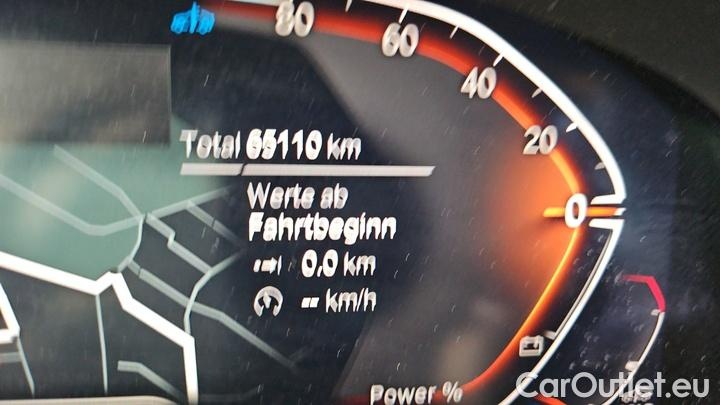 80
60
40
20
0
Total 65110 km
Werte ab
Fahrtbeginn
0,0 km
-- km/h
Power %
CarOutlet.eu